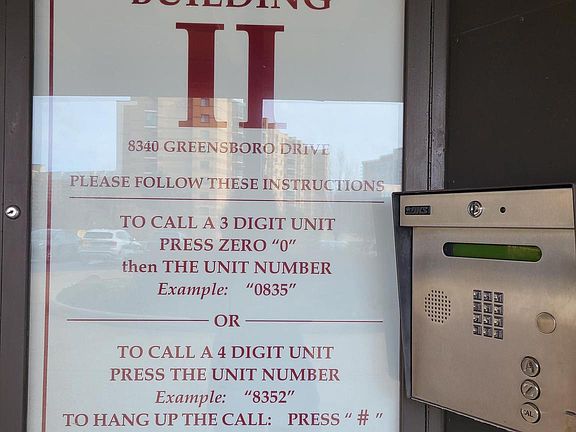 BUILDING
II
8340 GREENSBORO DRIVE
PLEASE FOLLOW THESE INSTRUCTIONS
TO CALL A 3 DIGIT UNIT
PRESS ZERO "0"
then THE UNIT NUMBER
Example: "0835"
OR
TO CALL A 4 DIGIT UNIT
PRESS THE UNIT NUMBER
Example: "8352"
TO HANG UP THE CALL: PRESS "#"
DKS
A
Z
CALL